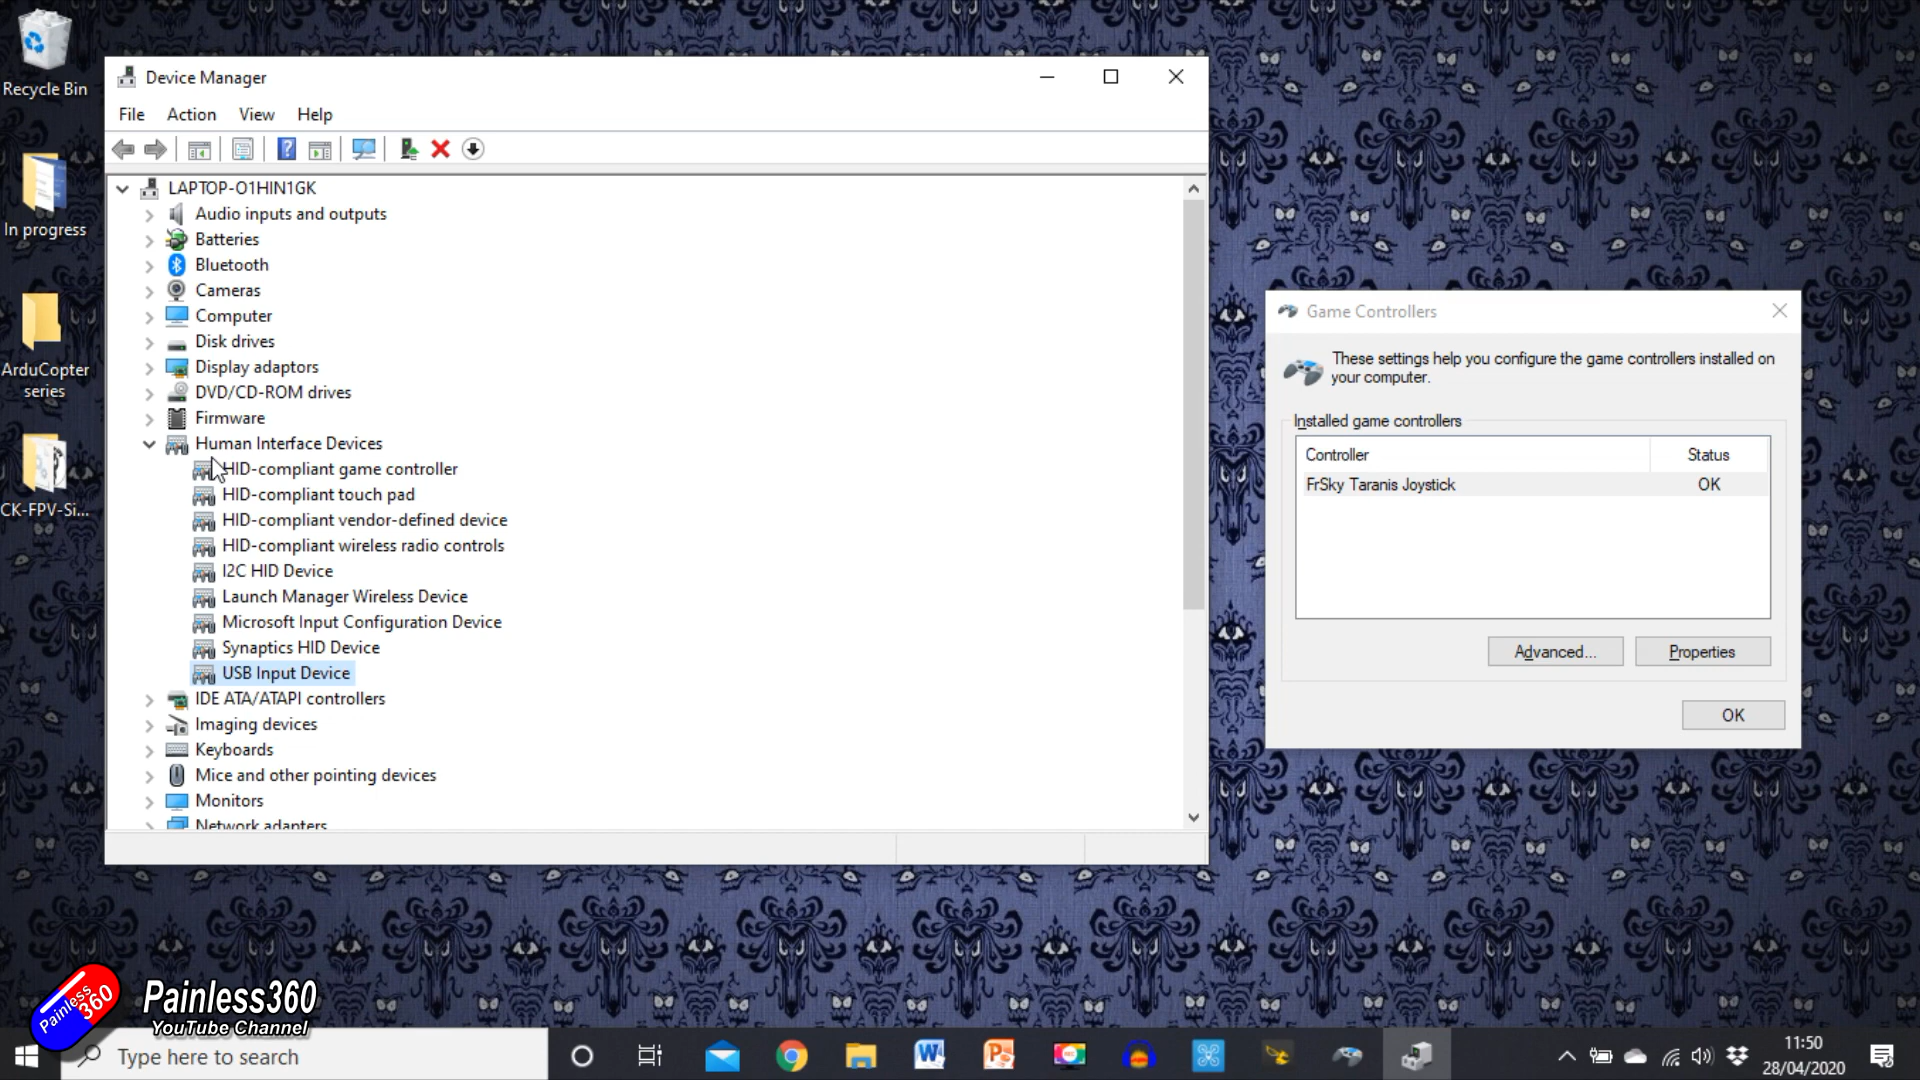 Recycle Bin
In progress
ArduCopter
series
CK-FPV-Si...
Device Manager
File Action View Help
LAPTOP-O1HIN1GK
Audio inputs and outputs
Batteries
Bluetooth
Cameras
Computer
Disk drives
Display adaptors
DVD/CD-ROM drives
Firmware
Human Interface Devices
HID-compliant game controller
HID-compliant touch pad
HID-compliant vendor-defined device
HID-compliant wireless radio controls
I2C HID Device
Launch Manager Wireless Device
Microsoft Input Configuration Device
Synaptics HID Device
USB Input Device
IDE ATA/ATAPI controllers
Imaging devices
Keyboards
Mice and other pointing devices
Monitors
Network adapters
Game Controllers
These settings help you configure the game controllers installed on
your computer.
Installed game controllers
Controller Status
FrSky Taranis Joystick OK
Advanced... Properties
OK
Painless
360
Painless360
YouTube Channel
Type here to search
REC
11:50
28/04/2020